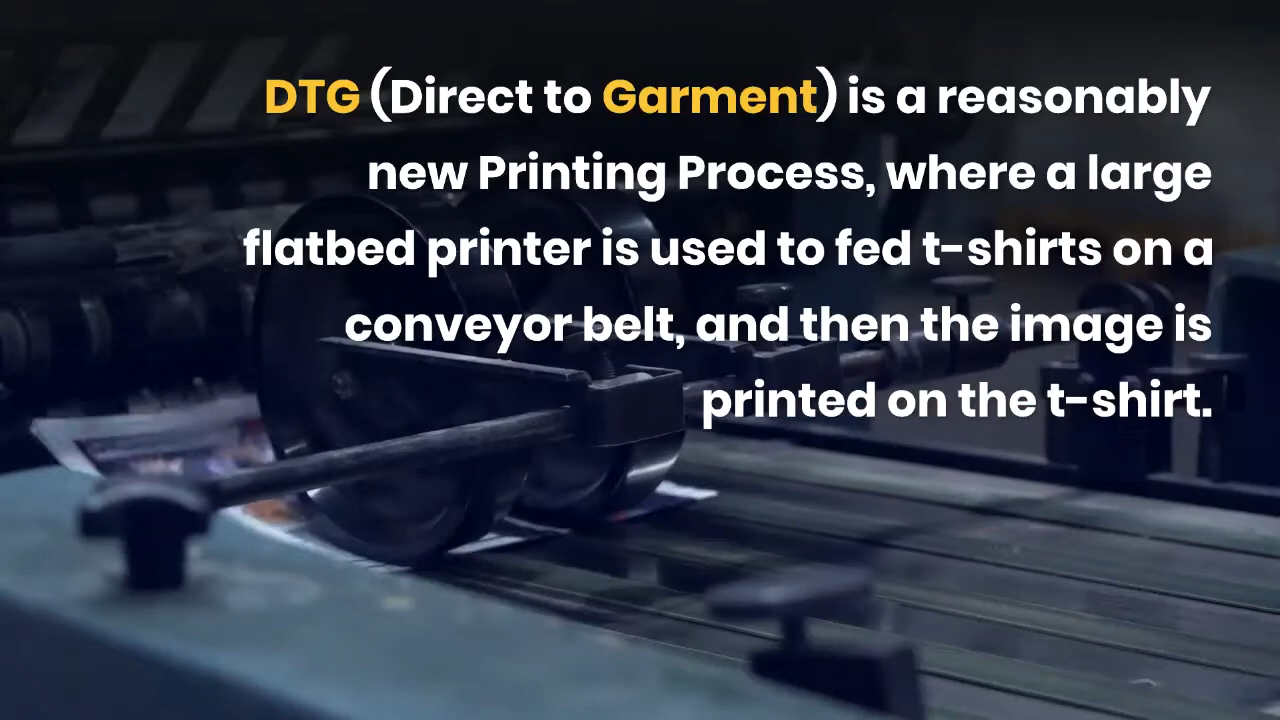 DTG (Direct to Garment) is a reasonably
new Printing Process, where a large
flatbed printer is used to fed t-shirts on a
conveyor belt, and then the image is
printed on the t-shirt.